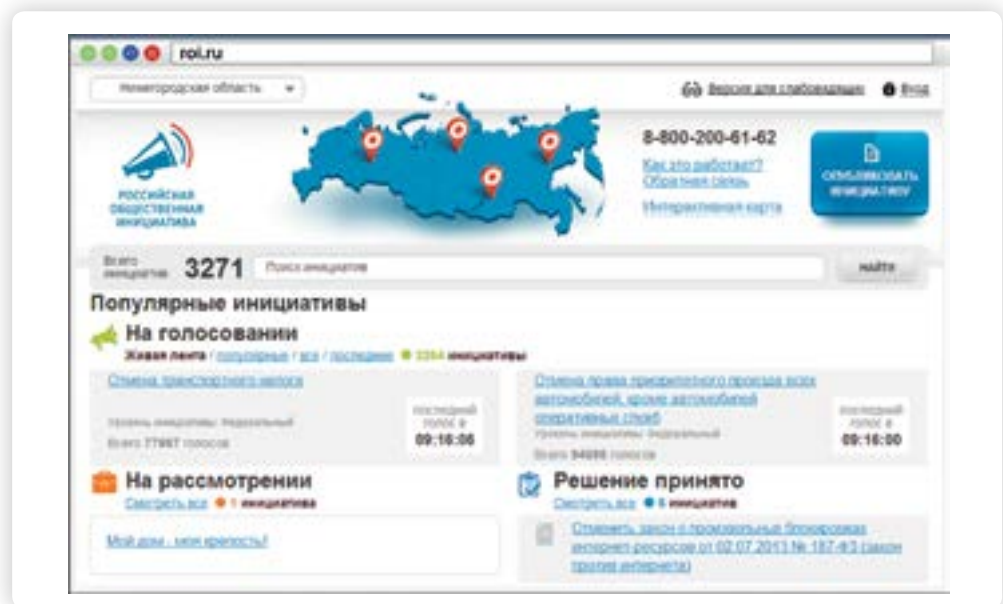 roi.ru
Нижегородская область
Версия для слабовидящих
Вход
РОССИЙСКАЯ
ОБЩЕСТВЕННАЯ
ИНИЦИАТИВА
8-800-200-61-62
Как это работает?
Обратная связь
Интерактивная карта
ОПУБЛИКОВАТЬ
ИНИЦИАТИВУ
Всего
инициатив 3271
Поиск инициатив
НАЙТИ
Популярные инициативы
На голосовании
Живая лента / популярные / все / последние инициативы
Отмена транспортного налога
Уровень инициативы: Федеральный
Всего голосов
последний
голос в
09:16:06
Отмена права приоритетного проезда всех
автомобилей, кроме автомобилей
оперативных служб
Уровень инициативы: Федеральный
Всего голосов
последний
голос в
09:16:00
На рассмотрении
Смотреть все 1 инициатива
Мой дом - моя крепость!
Решение принято
Смотреть все 6 инициатив
Отменить закон о произвольных блокировках
интернет-ресурсов от 02.07.2013 № 187-ФЗ (закон
против интернета)